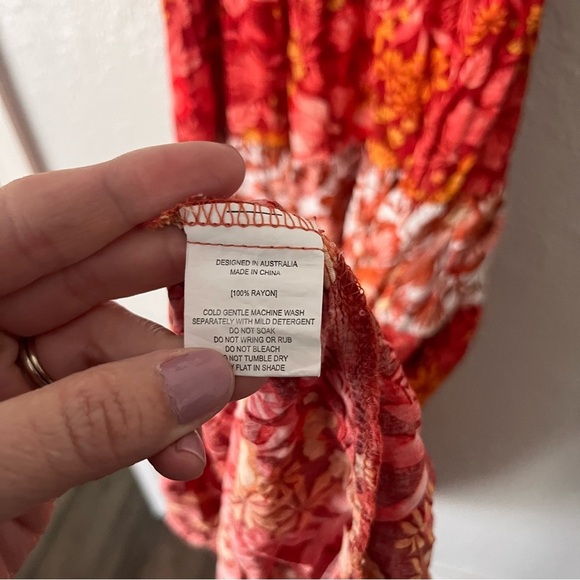 DESIGNED IN AUSTRALIA
MADE IN CHINA
[100% RAYON]
COLD GENTLE MACHINE WASH
SEPARATELY WITH MILD DETERGENT
DO NOT SOAK
DO NOT WRING OR RUB
DO NOT BLEACH
NOT TUMBLE DRY
FLAT IN SHADE